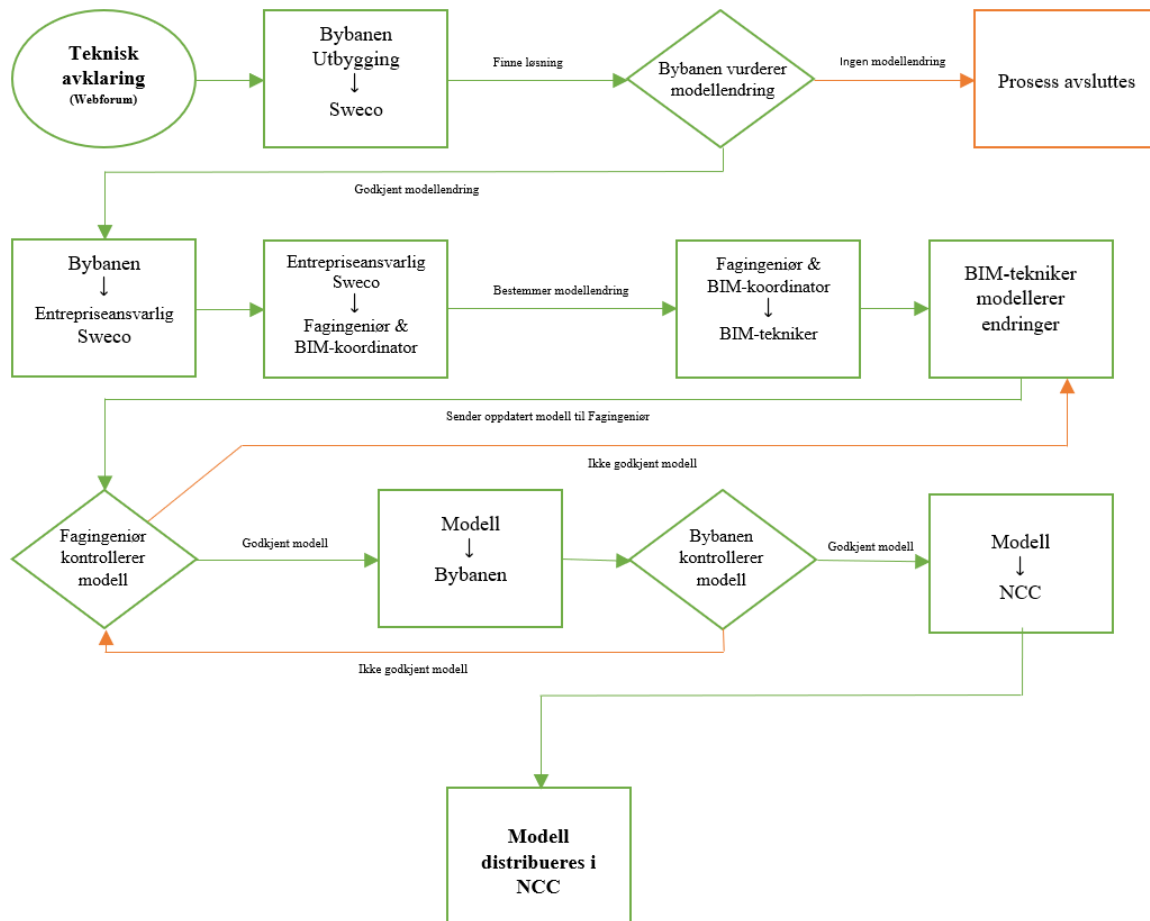 Teknisk
avklaring
(Webforum)
Bybanen
Utbygging
↓
Sweco
Finne løsning
Bybanen vurderer
modellendring
Ingen modellendring
Prosess avsluttes
Godkjent modellendring
Bybanen
↓
Entrepriseansvarlig
Sweco
Entrepriseansvarlig
Sweco
↓
Fagingeniør &
BIM-koordinator
Bestemmer modellendring
Fagingeniør &
BIM-koordinator
↓
BIM-tekniker
BIM-tekniker
modellerer
endringer
Sender oppdatert modell til Fagingeniør
Ikke godkjent modell
Fagingeniør
kontrollerer
modell
Godkjent modell
Modell
↓
Bybanen
Bybanen
kontrollerer
modell
Godkjent modell
Modell
↓
NCC
Ikke godkjent modell
Modell
distribueres i
NCC